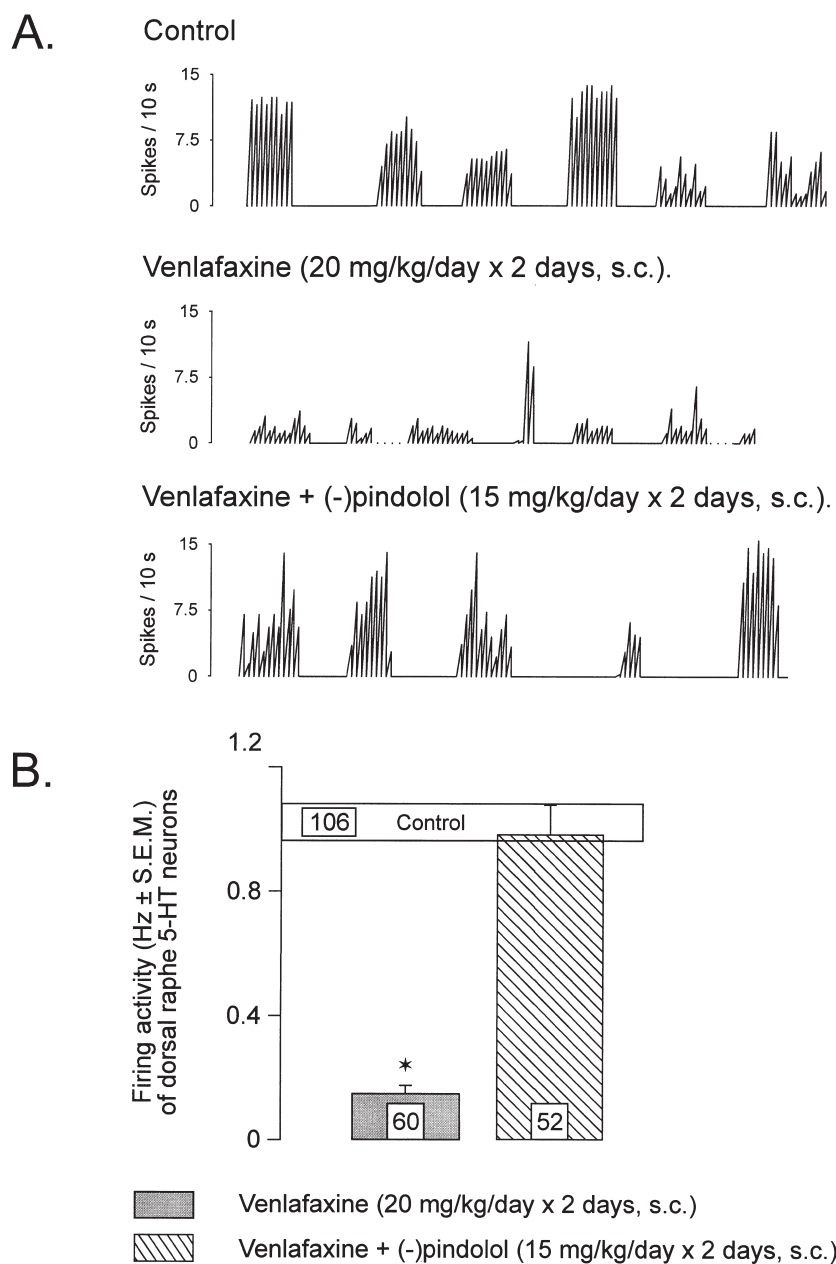 A.
Control
15
7.5
0
Spikes / 10 s
Venlafaxine (20 mg/kg/day x 2 days, s.c.).
15
7.5
0
Spikes / 10 s
Venlafaxine + (-)pindolol (15 mg/kg/day x 2 days, s.c.).
15
7.5
0
Spikes / 10 s
B.
1.2
0.8
0.4
0
Firing activity (Hz ± S.E.M.)
of dorsal raphe 5-HT neurons
106 Control
*
60
52
Venlafaxine (20 mg/kg/day x 2 days, s.c.)
Venlafaxine + (-)pindolol (15 mg/kg/day x 2 days, s.c.)